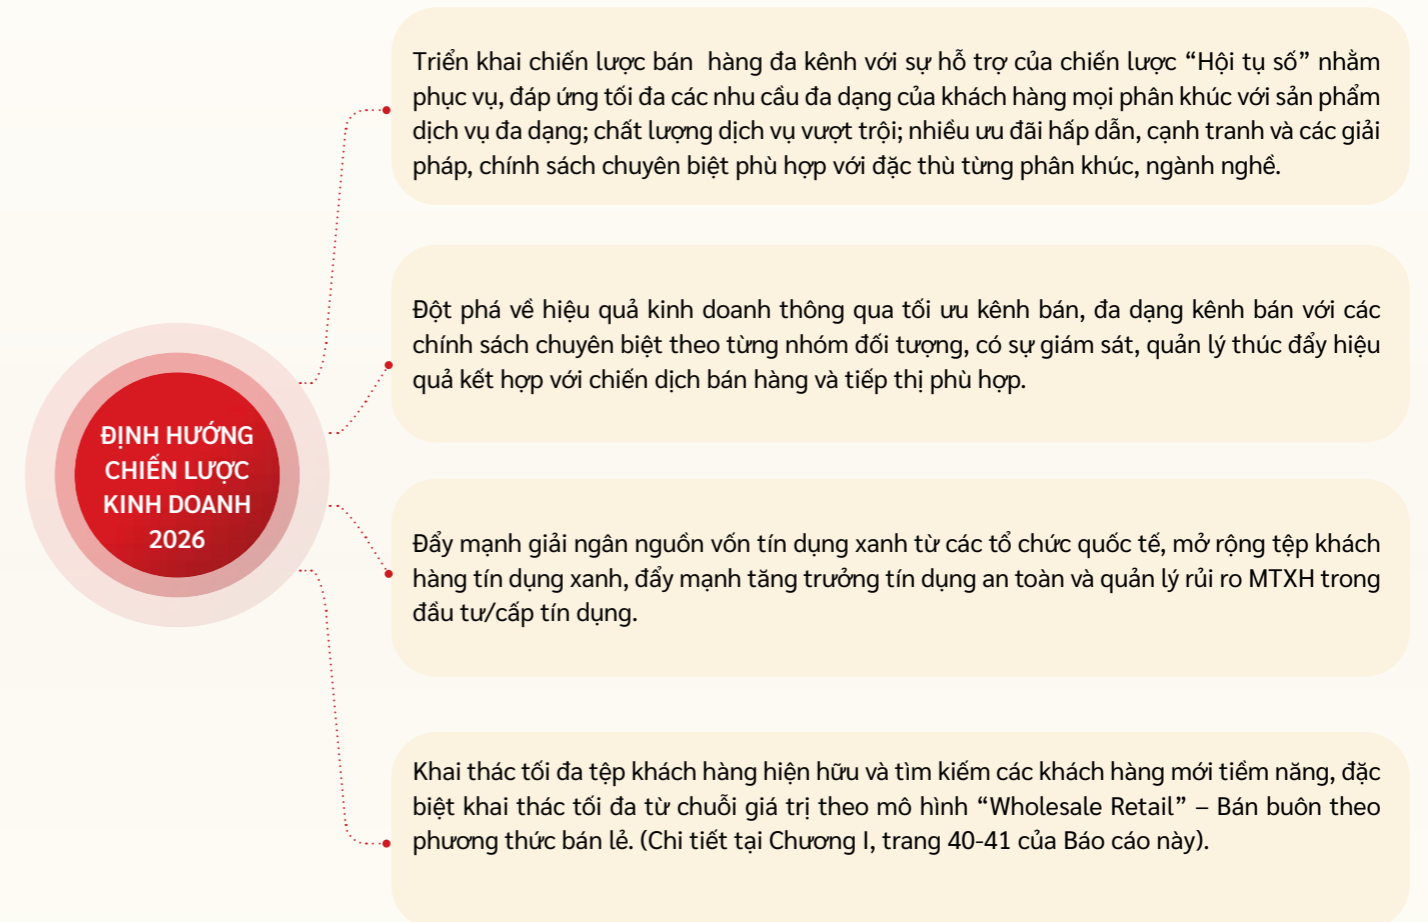 Triển khai chiến lược bán hàng đa kênh với sự hỗ trợ của chiến lược “Hội tụ số” nhằm
phục vụ, đáp ứng tối đa các nhu cầu đa dạng của khách hàng mọi phân khúc với sản phẩm
dịch vụ đa dạng; chất lượng dịch vụ vượt trội; nhiều ưu đãi hấp dẫn, cạnh tranh và các giải
pháp, chính sách chuyên biệt phù hợp với đặc thù từng phân khúc, ngành nghề.
Đột phá về hiệu quả kinh doanh thông qua tối ưu kênh bán, đa dạng kênh bán với các
chính sách chuyên biệt theo từng nhóm đối tượng, có sự giám sát, quản lý thúc đẩy hiệu
quả kết hợp với chiến dịch bán hàng và tiếp thị phù hợp.
ĐỊNH HƯỚNG
CHIẾN LƯỢC
KINH DOANH
2026
Đẩy mạnh giải ngân nguồn vốn tín dụng xanh từ các tổ chức quốc tế, mở rộng tệp khách
hàng tín dụng xanh, đẩy mạnh tăng trưởng tín dụng an toàn và quản lý rủi ro MTXH trong
đầu tư/cấp tín dụng.
Khai thác tối đa tệp khách hàng hiện hữu và tìm kiếm các khách hàng mới tiềm năng, đặc
biệt khai thác tối đa từ chuỗi giá trị theo mô hình “Wholesale Retail” – Bán buôn theo
phương thức bán lẻ. (Chi tiết tại Chương I, trang 40-41 của Báo cáo này).